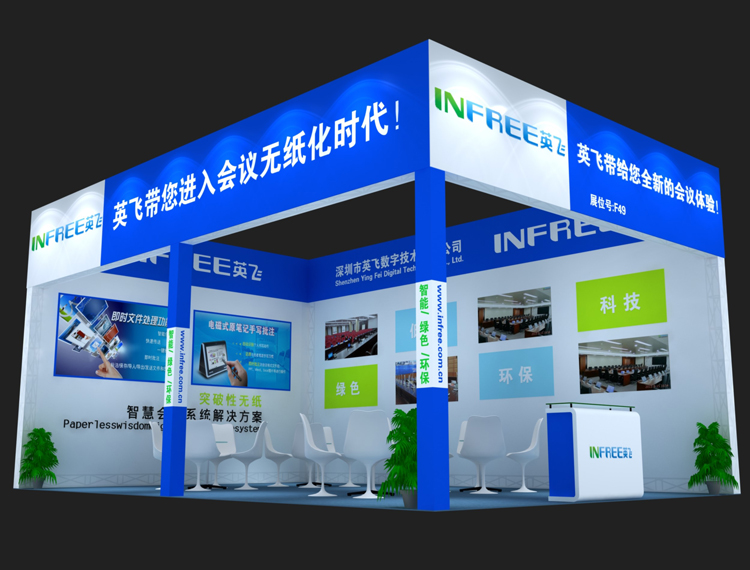 INFREE英飞
英飞带您进入会议无纸化时代!
INFREE英飞
英飞带给您全新的会议体验!
展位号:F49
REE英飞
深圳市英飞数字技术 公司
Shenzhen Ying Fei Digital Tech Ltd.
INFREE
即时文件处理功
电磁式原笔记手写批注
www.infree.com.cn
智能/绿色/环保
www.infree.com.cn
智能/绿色/环保
突破性无纸
智慧会 系统解决方案
Paperlesswisdom system
科技
绿色
环保
INFREE英飞